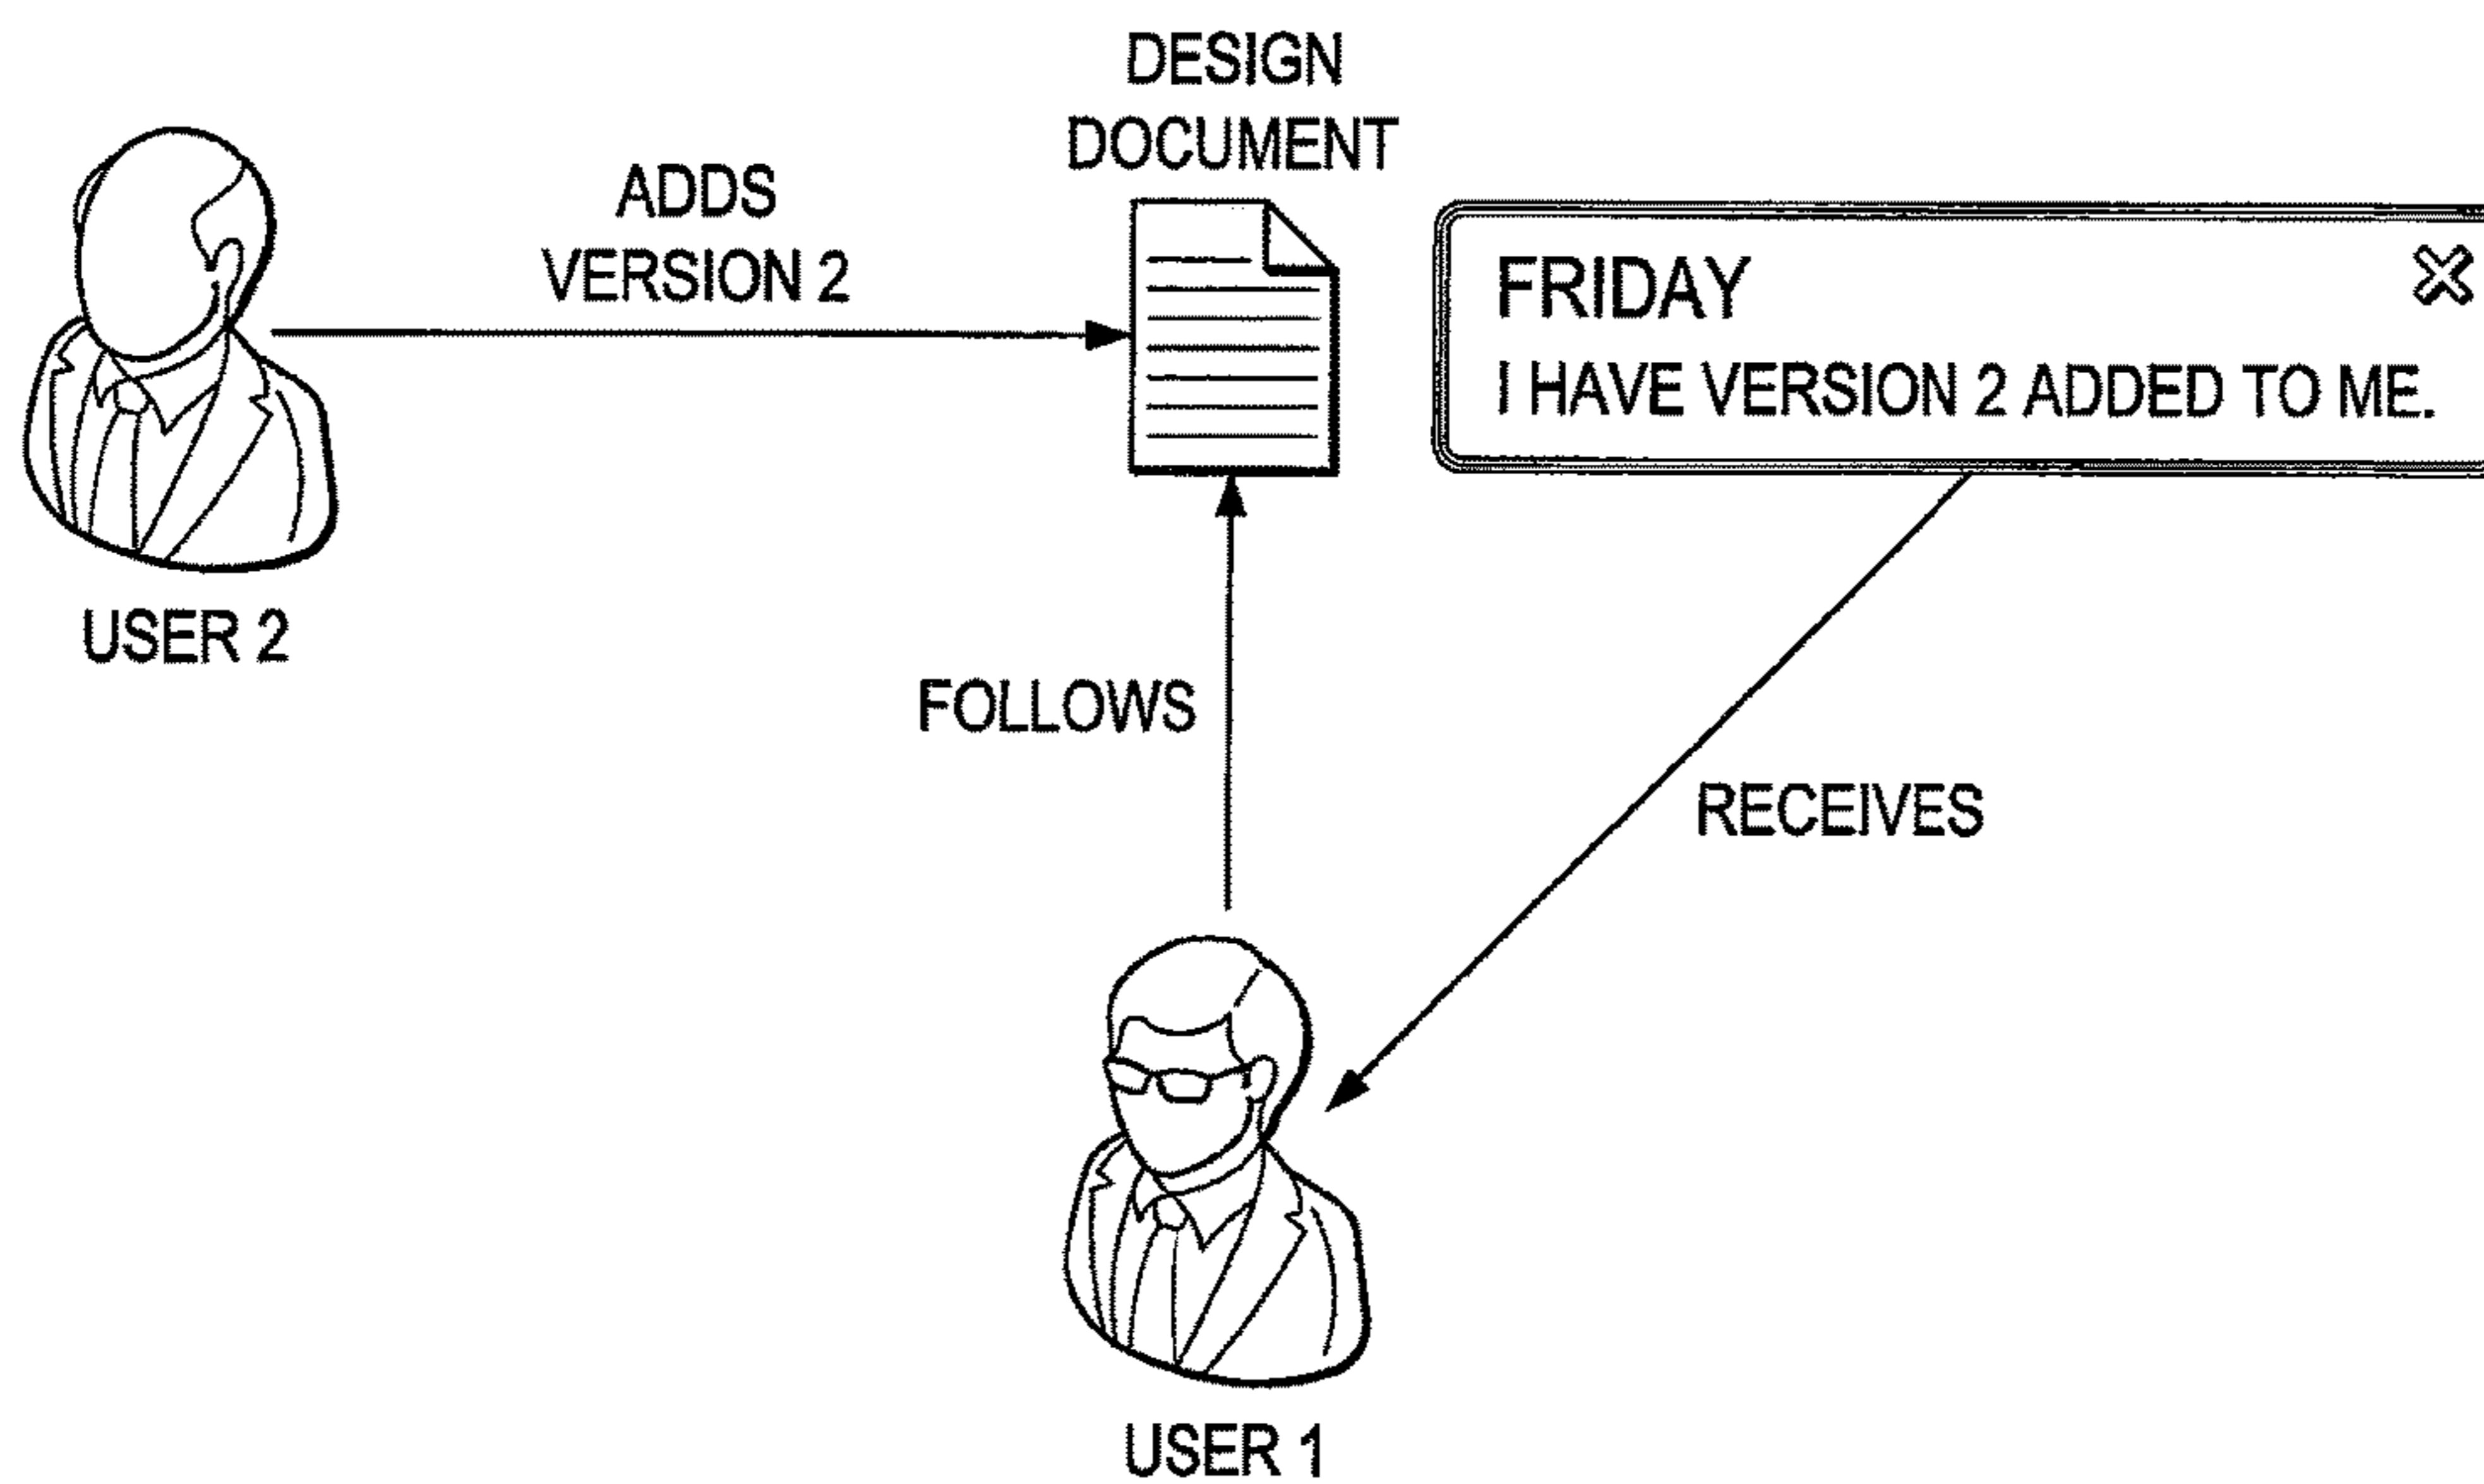 DESIGN
DOCUMENT
ADDS
VERSION 2
FRIDAY
I HAVE VERSION 2 ADDED TO ME.
USER 2
FOLLOWS
RECEIVES
USER 1